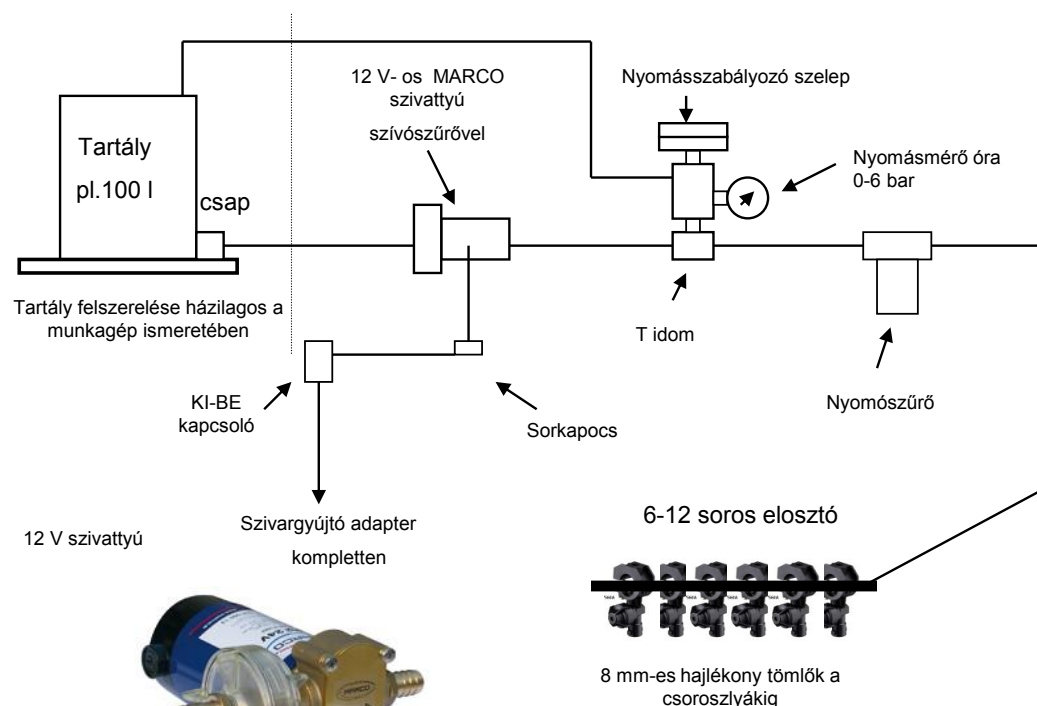 12 V- os MARCO
szivattyú
szívószűrővel
Nyomásszabályozó szelep
Nyomásmérő óra
0-6 bar
Tartály
pl.100 l
csap
Tartály felszerelése házilagos a
munkagép ismeretében
T idom
KI-BE
kapcsoló
Sorkapocs
Nyomószűrő
12 V szivattyú
Szivargyújtó adapter
kompletten
6-12 soros elosztó
24V
MARCO
8 mm-es hajlékony tömlők a
csoroszlyákig